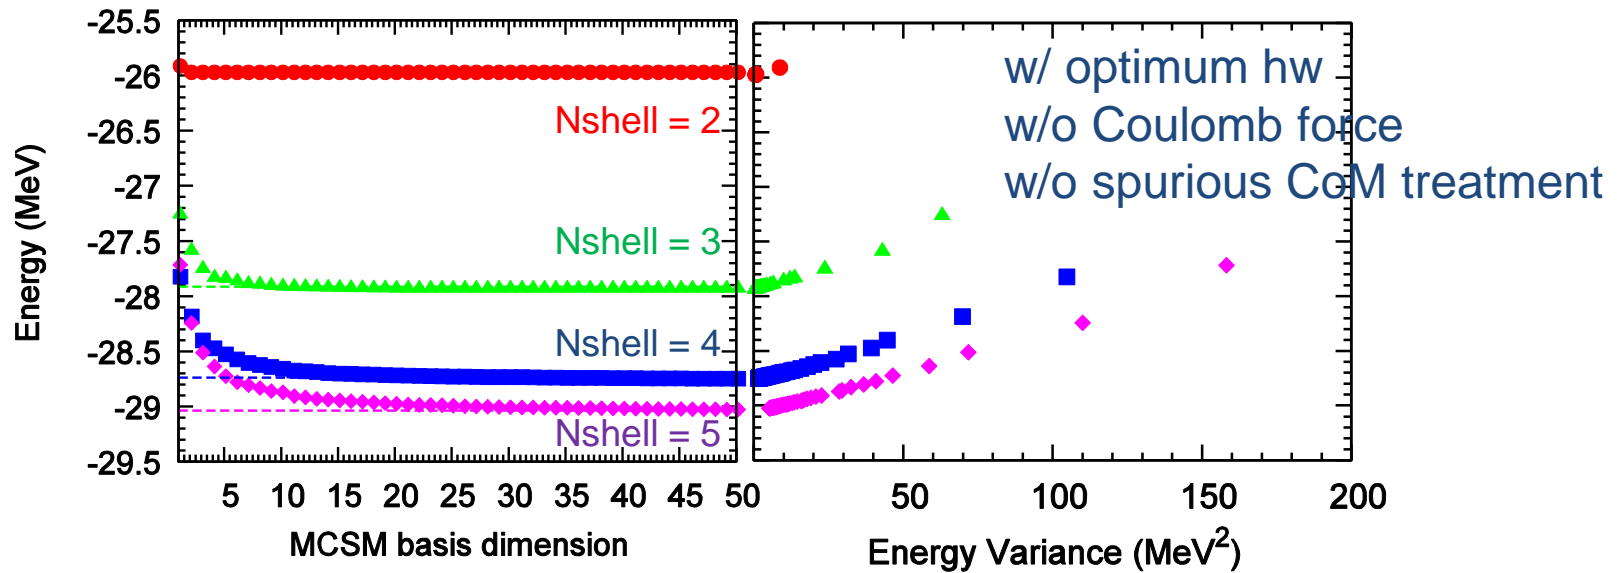 -25.5
-26
-26.5
-27
-27.5
-28
-28.5
-29
-29.5
Energy (MeV)
Nshell = 2
Nshell = 3
Nshell = 4
Nshell = 5
5 10 15 20 25 30 35 40 45 50
MCSM basis dimension
w/ optimum hw
w/o Coulomb force
w/o spurious CoM treatment
50 100 150 200
Energy Variance (MeV²)